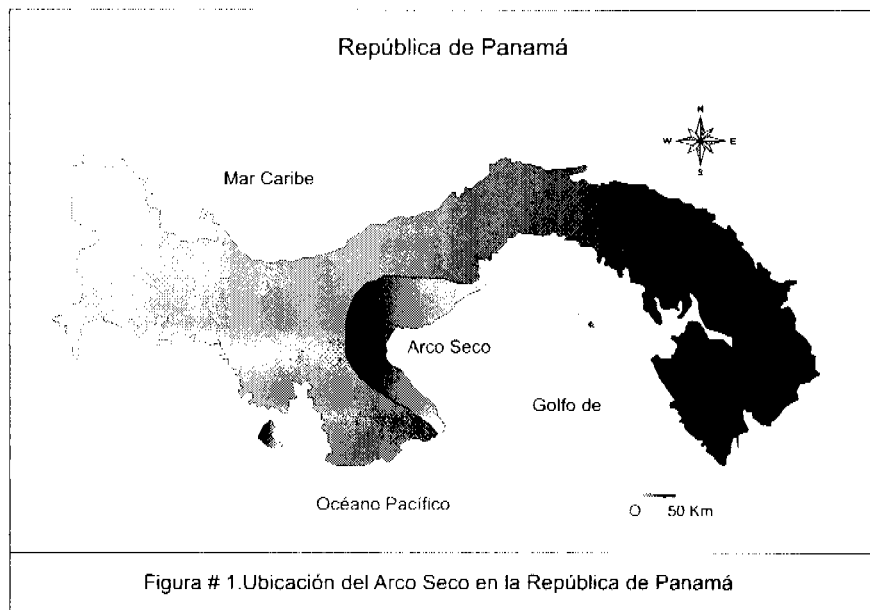 República de Panamá
N
W E
S
Mar Caribe
Arco Seco
Golfo de
Océano Pacífico
O 50 Km
Figura # 1.Ubicación del Arco Seco en la República de Panamá